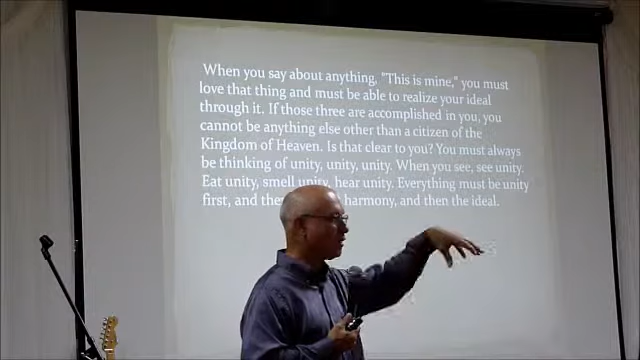 When you say about anything, "This is mine," you must
love that thing and must be able to realize your ideal
through it. If those three are accomplished in you, you
cannot be anything else other than a citizen of the
Kingdom of Heaven. Is that clear to you? You must always
be thinking of unity, unity, unity. When you see, see unity.
Eat unity, smell unity, hear unity. Everything must be unity
first, and harmony, and then the ideal.